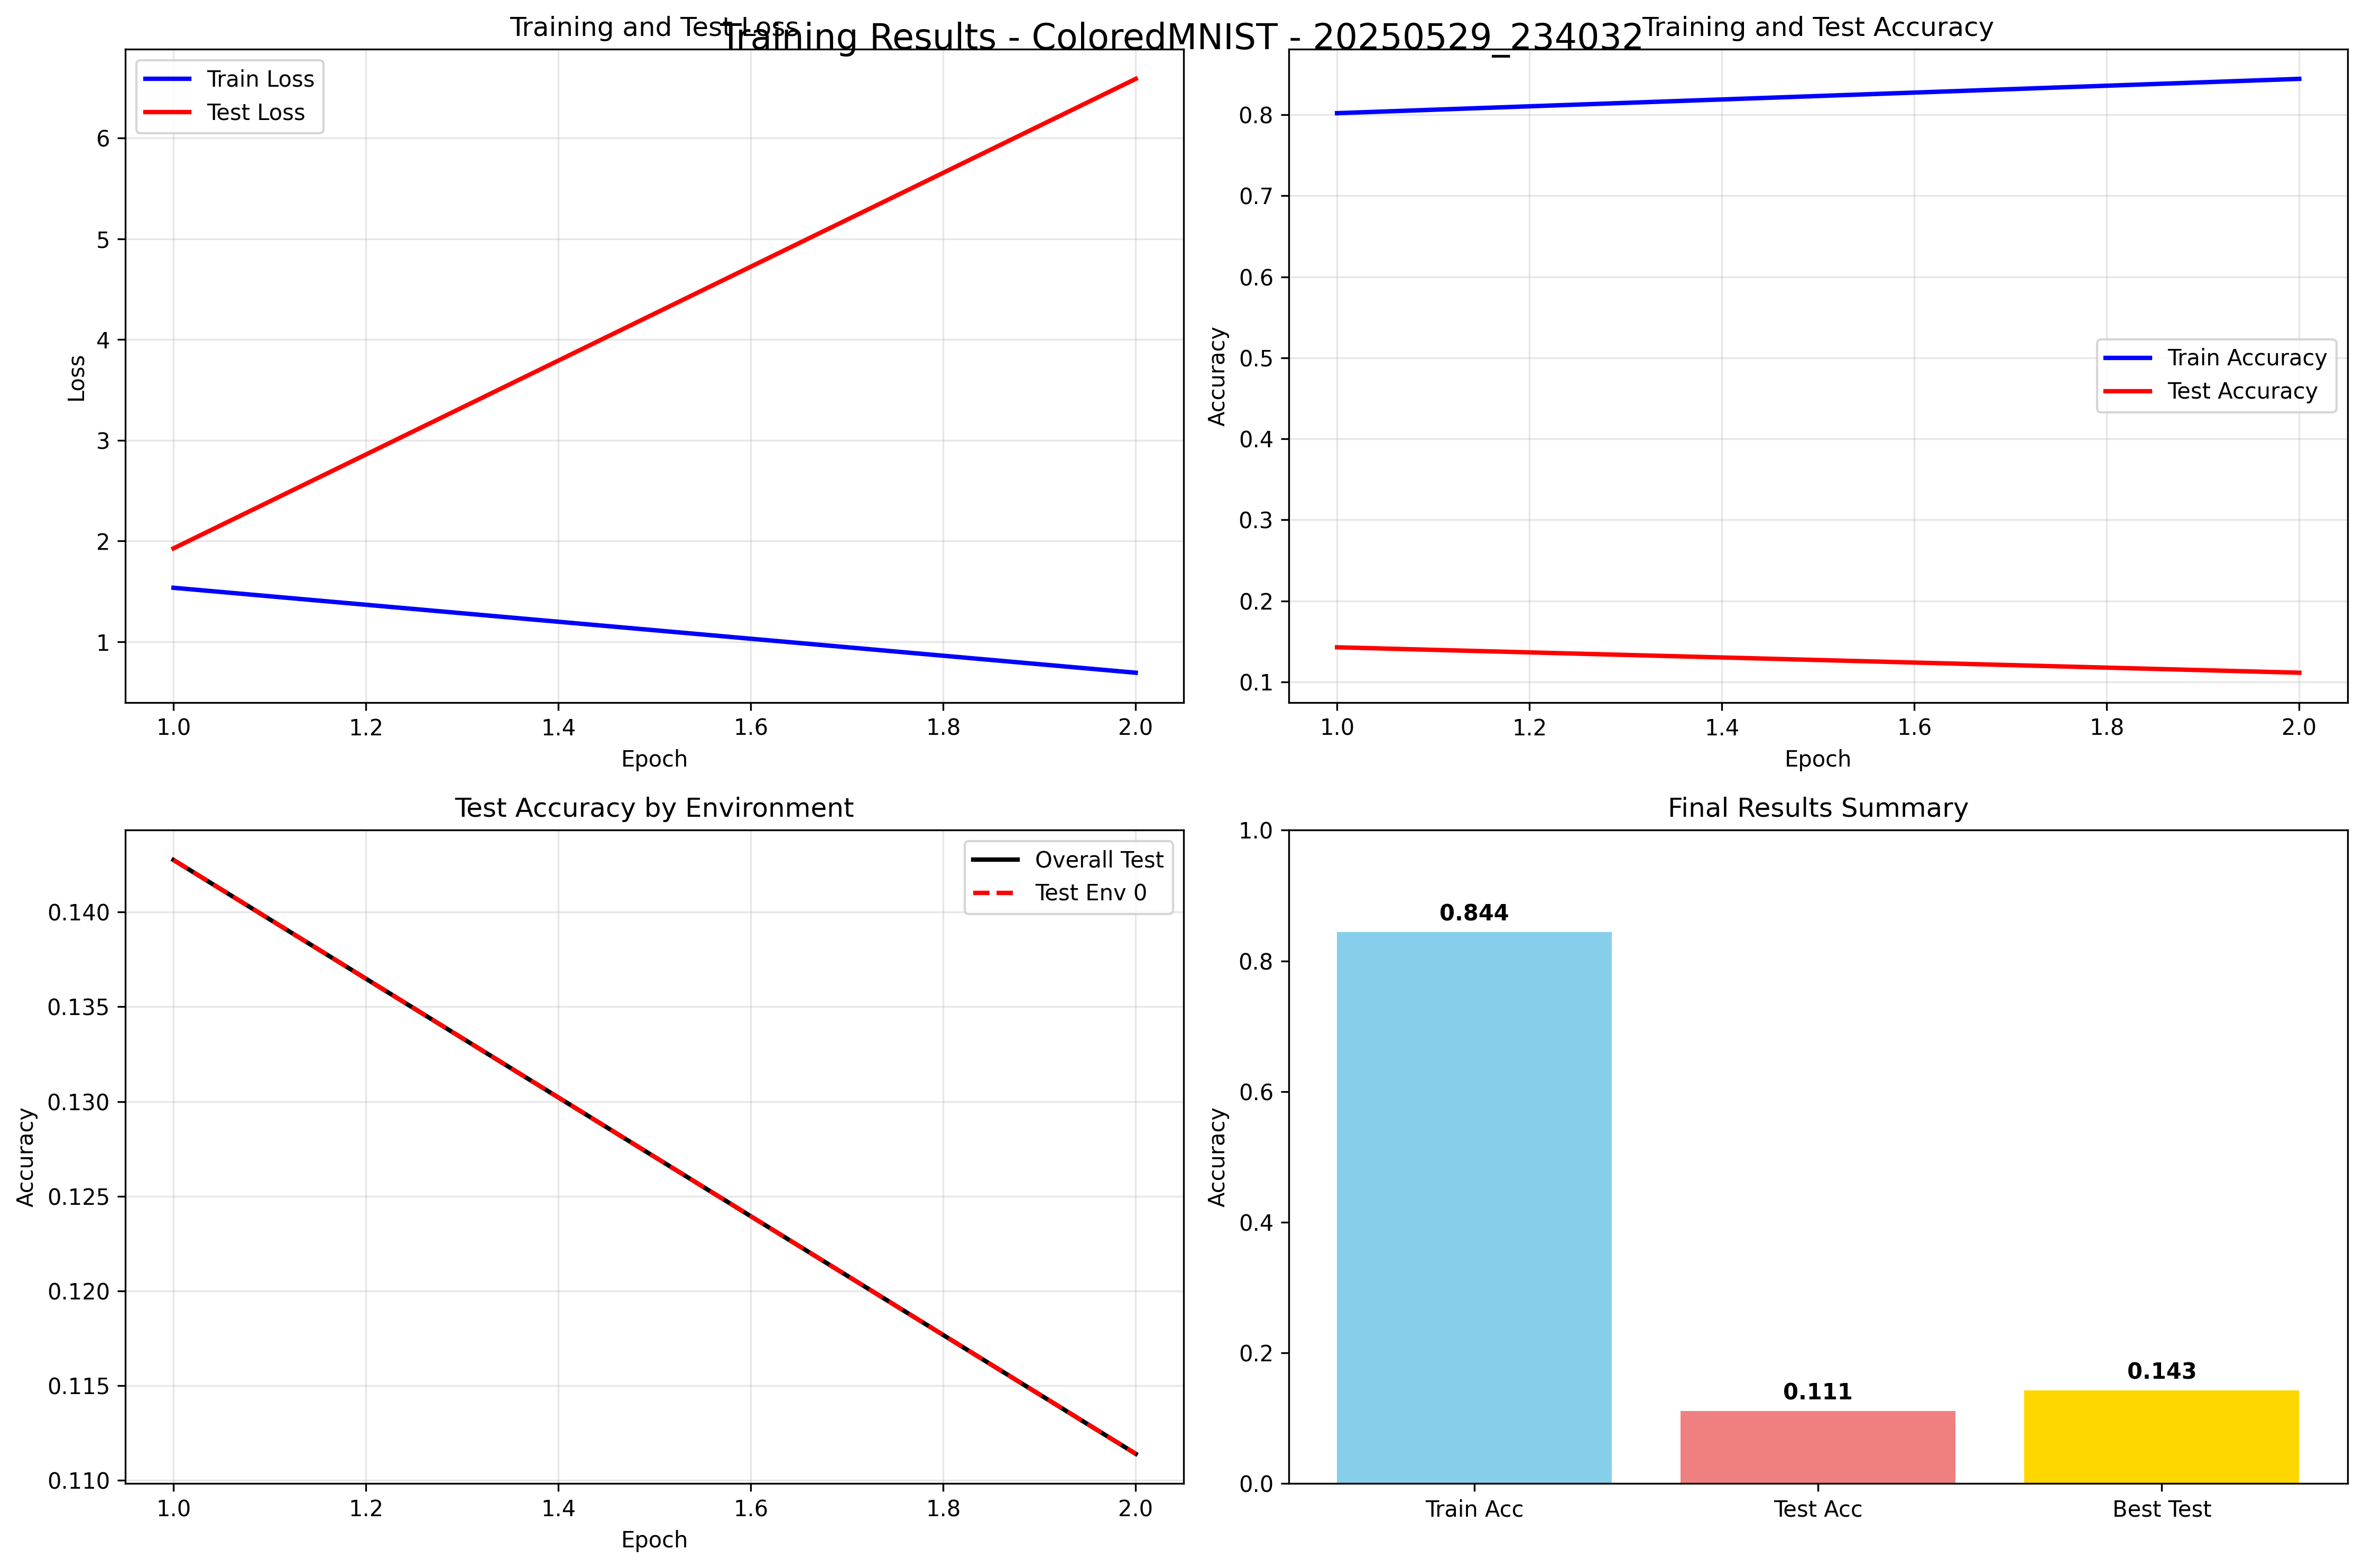 Training Results - ColoredMNIST - 20250529_234032
Training and Test Loss
Train Loss
Test Loss
6
5
4
3
2
1
Loss
1.0 1.2 1.4 1.6 1.8 2.0
Epoch
Training and Test Accuracy
0.8
0.7
0.6
0.5
0.4
0.3
0.2
0.1
Accuracy
Train Accuracy
Test Accuracy
1.0 1.2 1.4 1.6 1.8 2.0
Epoch
Test Accuracy by Environment
Overall Test
Test Env 0
0.140
0.135
0.130
0.125
0.120
0.115
0.110
Accuracy
1.0 1.2 1.4 1.6 1.8 2.0
Epoch
Final Results Summary
1.0
0.8
0.6
0.4
0.2
0.0
Accuracy
0.844
0.111
0.143
Train Acc Test Acc Best Test